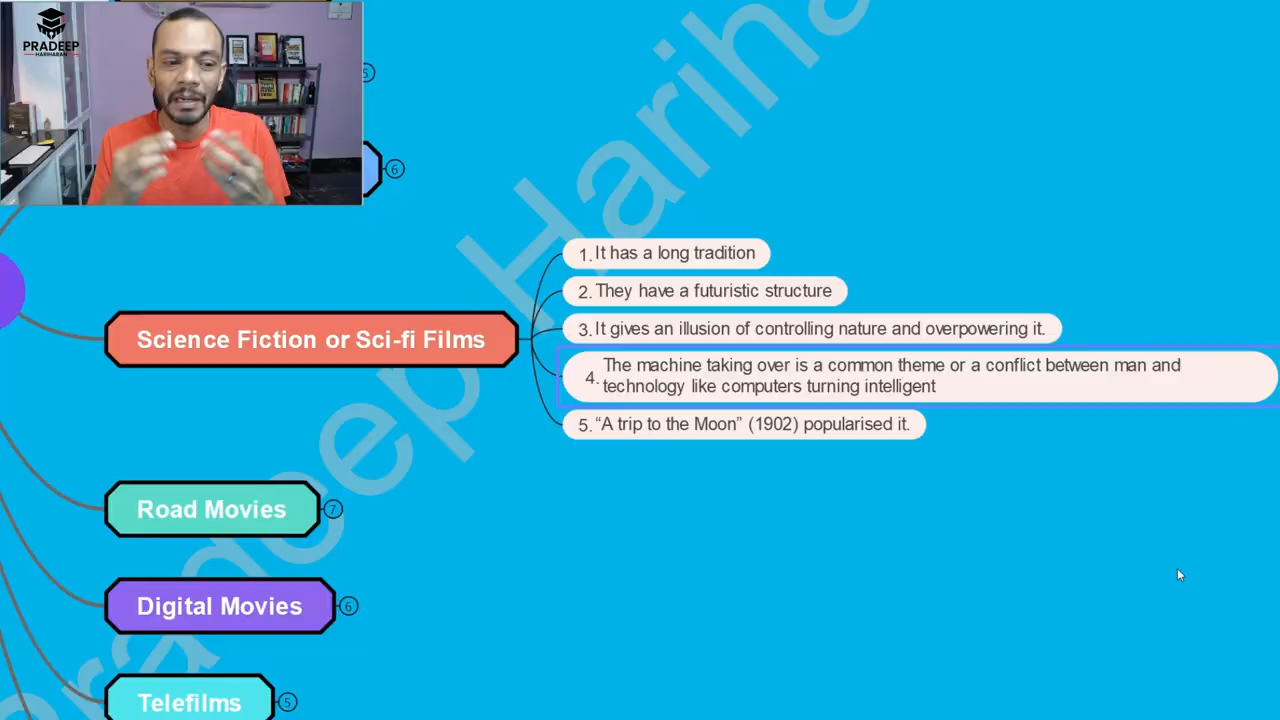 PRADEEP
HARIHARAN
5
6
Science Fiction or Sci-fi Films
1. It has a long tradition
2. They have a futuristic structure
3. It gives an illusion of controlling nature and overpowering it.
4. The machine taking over is a common theme or a conflict between man and
technology like computers turning intelligent
5. “A trip to the Moon” (1902) popularised it.
Road Movies 7
Digital Movies 6
Telefilms 5
Pradeep Hariha